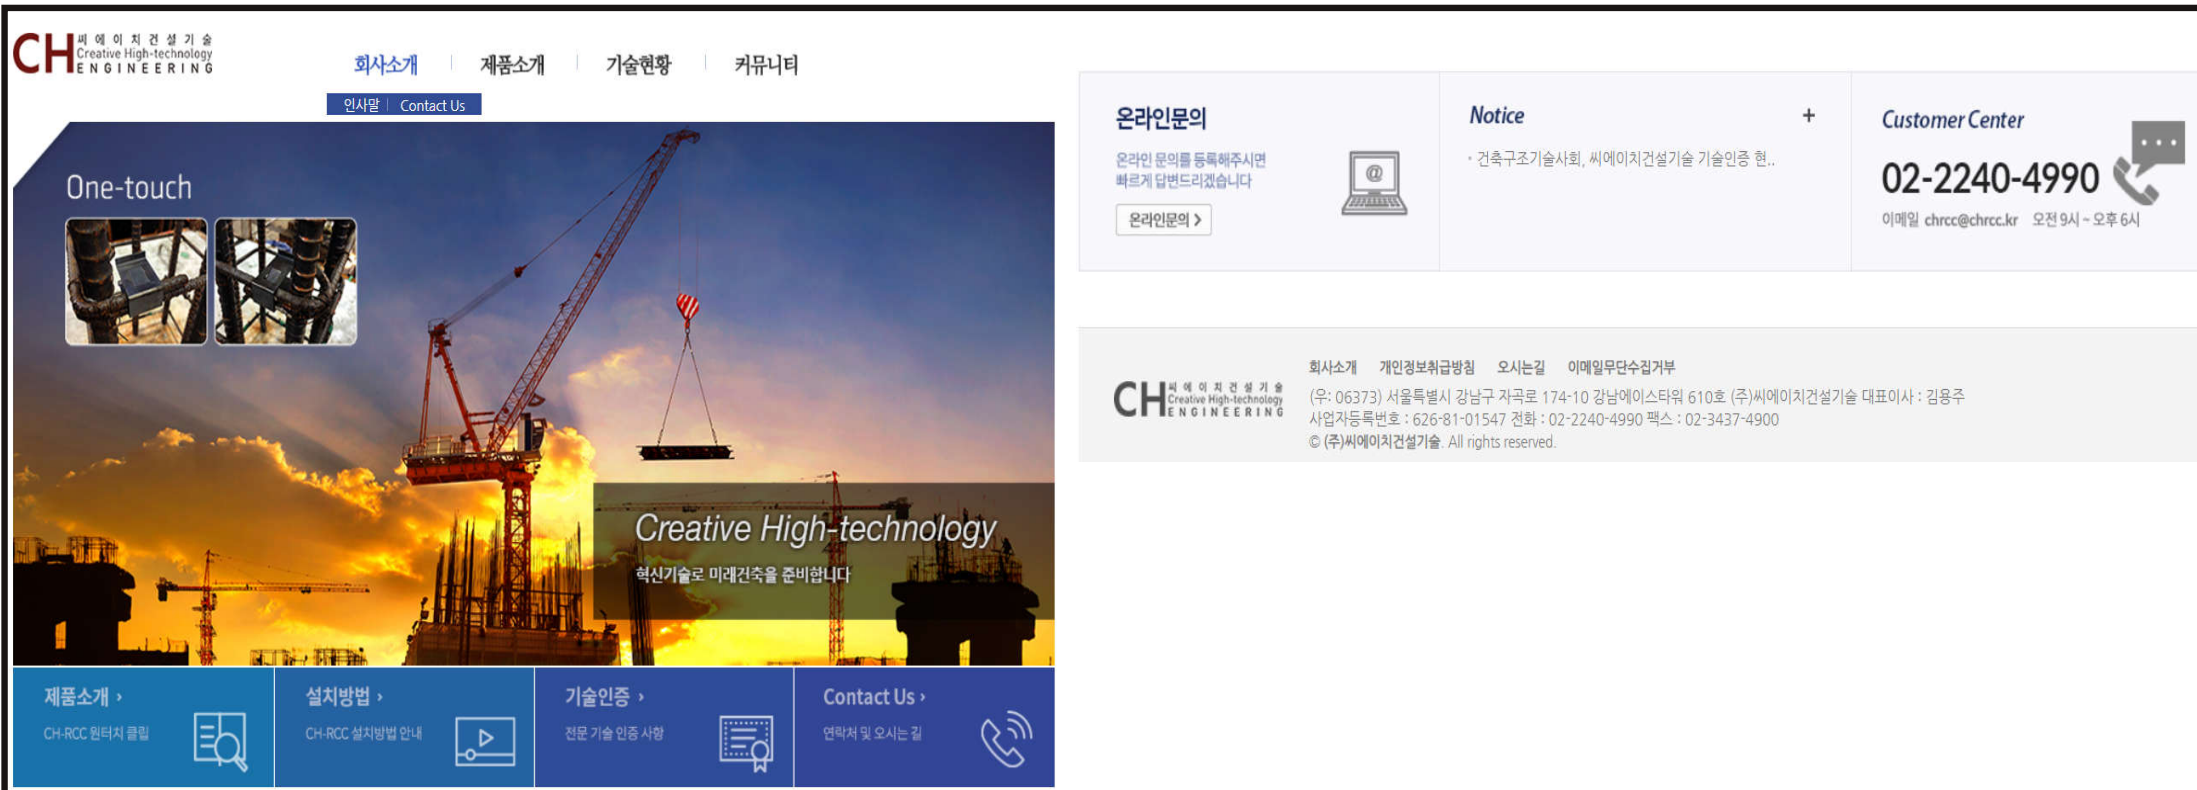 CH 씨에이치건설기술
Creative High-technology
ENGINEERING
회사소개 제품소개 기술현황 커뮤니티
인사말 Contact Us
One-touch
Creative High-technology
혁신기술로 미래건축을 준비합니다
제품소개 ›
CH-RCC 원터치 클립
설치방법 ›
CH-RCC 설치방법 안내
기술인증 ›
전문 기술 인증 사항
Contact Us ›
연락처 및 오시는 길
온라인문의
온라인 문의를 등록해주시면
빠르게 답변드리겠습니다
온라인문의 >
@
Notice +
· 건축구조기술사회, 씨에이치건설기술 기술인증 현..
Customer Center
02-2240-4990
이메일 chrcc@chrcc.kr 오전 9시 ~ 오후 6시
CH 씨에이치건설기술
Creative High-technology
ENGINEERING
회사소개 개인정보취급방침 오시는길 이메일무단수집거부
(우: 06373) 서울특별시 강남구 자곡로 174-10 강남에이스타워 610호 (주)씨에이치건설기술 대표이사 : 김용주
사업자등록번호 : 626-81-01547 전화 : 02-2240-4990 팩스 : 02-3437-4900
© (주)씨에이치건설기술. All rights reserved.